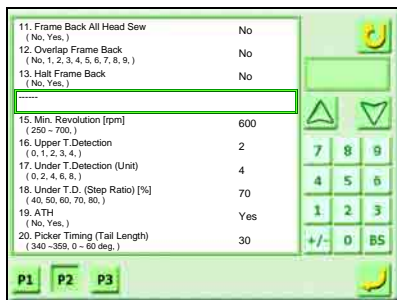 11. Frame Back All Head Sew
( No, Yes, )
No
12. Overlap Frame Back
( No, 1, 2, 3, 4, 5, 6, 7, 8, 9, )
No
13. Halt Frame Back
( No, Yes, )
No
------
15. Min. Revolution [rpm]
( 250 ~ 700, )
600
16. Upper T.Detection
( 0, 1, 2, 3, 4, )
2
17. Under T.Detection (Unit)
( 0, 2, 4, 6, 8, )
4
18. Under T.D. (Step Ratio) [%]
( 40, 50, 60, 70, 80, )
70
19. ATH
( No, Yes, )
Yes
20. Picker Timing (Tail Length)
( 340 ~359, 0 ~ 60 deg, )
30
7 8 9
4 5 6
1 2 3
+/- 0 BS
P1 P2 P3